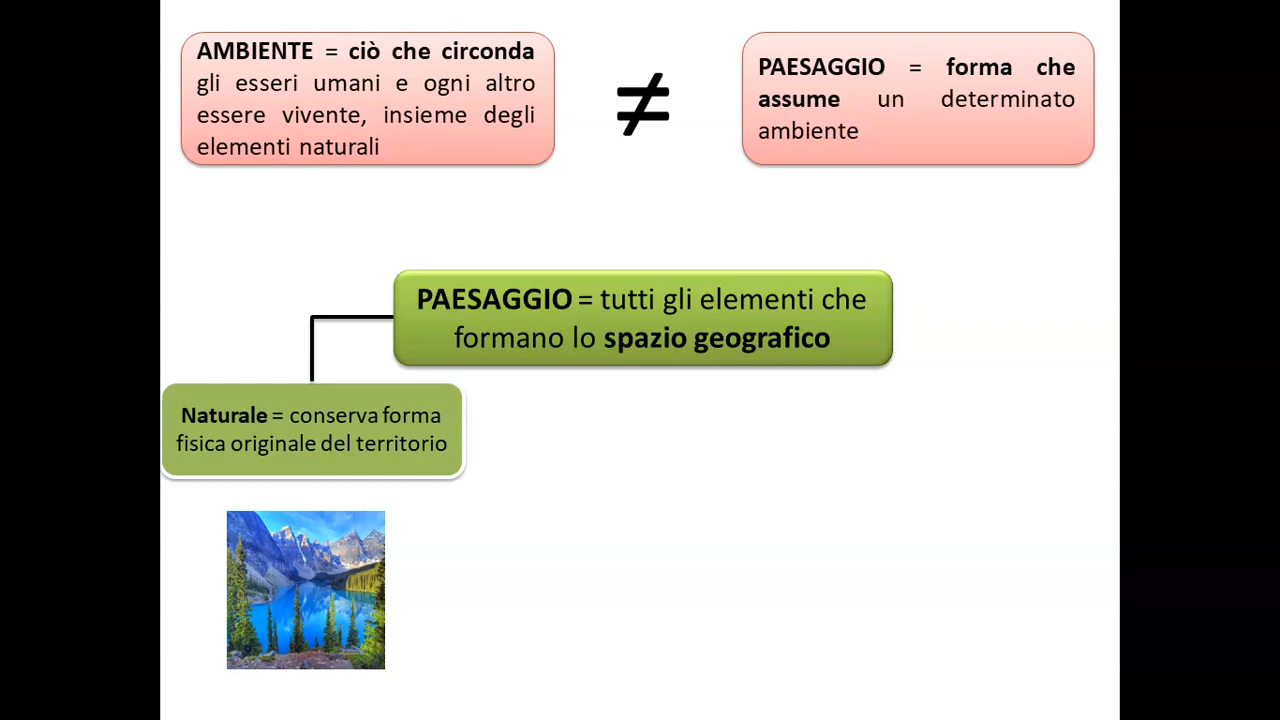 AMBIENTE = ciò che circonda
gli esseri umani e ogni altro
essere vivente, insieme degli
elementi naturali
≠
PAESAGGIO = forma che
assume un determinato
ambiente
PAESAGGIO = tutti gli elementi che
formano lo spazio geografico
Naturale = conserva forma
fisica originale del territorio